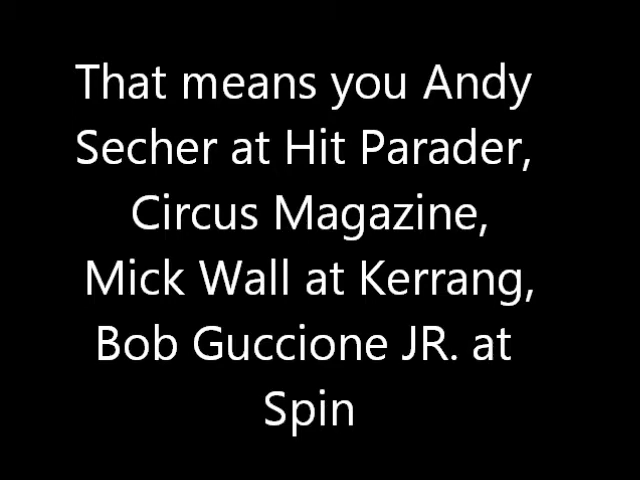 That means you Andy
Secher at Hit Parader,
Circus Magazine,
Mick Wall at Kerrang,
Bob Guccione JR. at
Spin